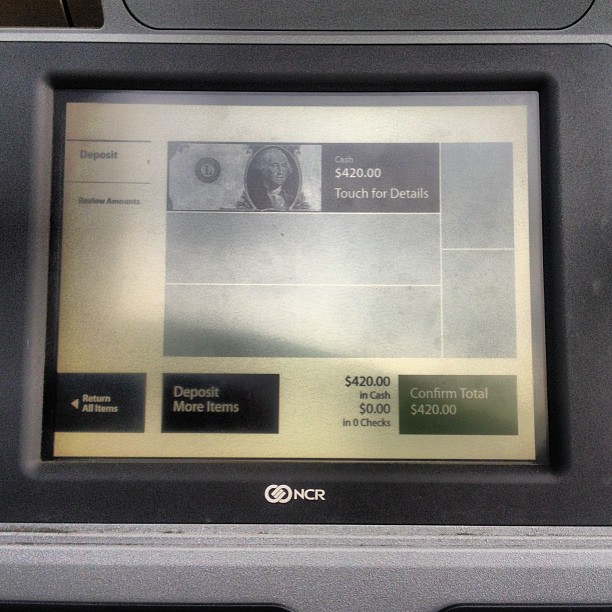 Deposit
Review Amounts
1
Cash
$420.00
Touch for Details
Return
All Items
Deposit
More Items
$420.00
in Cash
$0.00
in 0 Checks
Confirm Total
$420.00
NCR